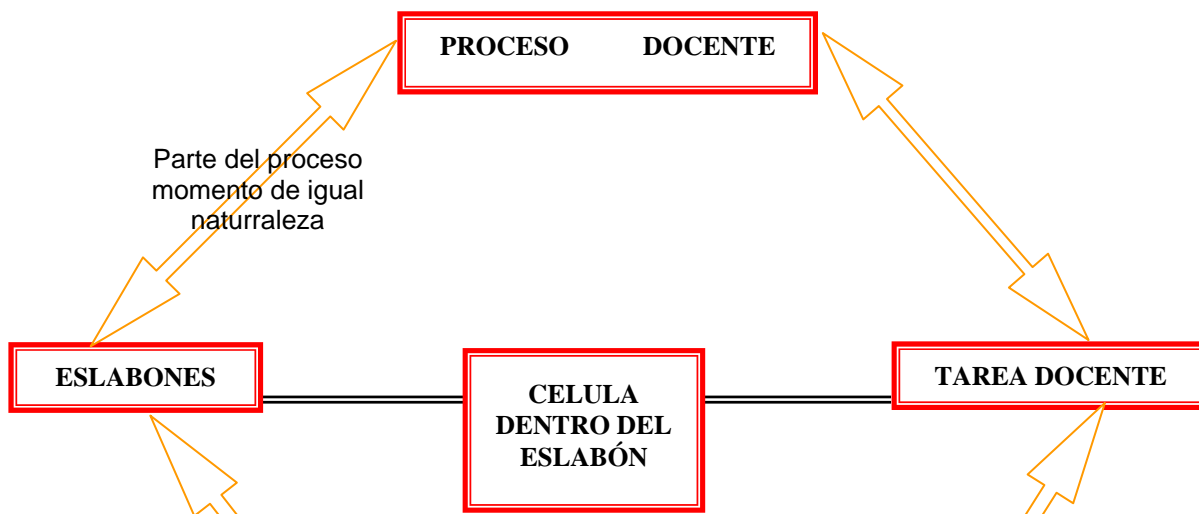 PROCESO DOCENTE
Parte del proceso
momento de igual
naturraleza
ESLABONES
CELULA
DENTRO DEL
ESLABÓN
TAREA DOCENTE